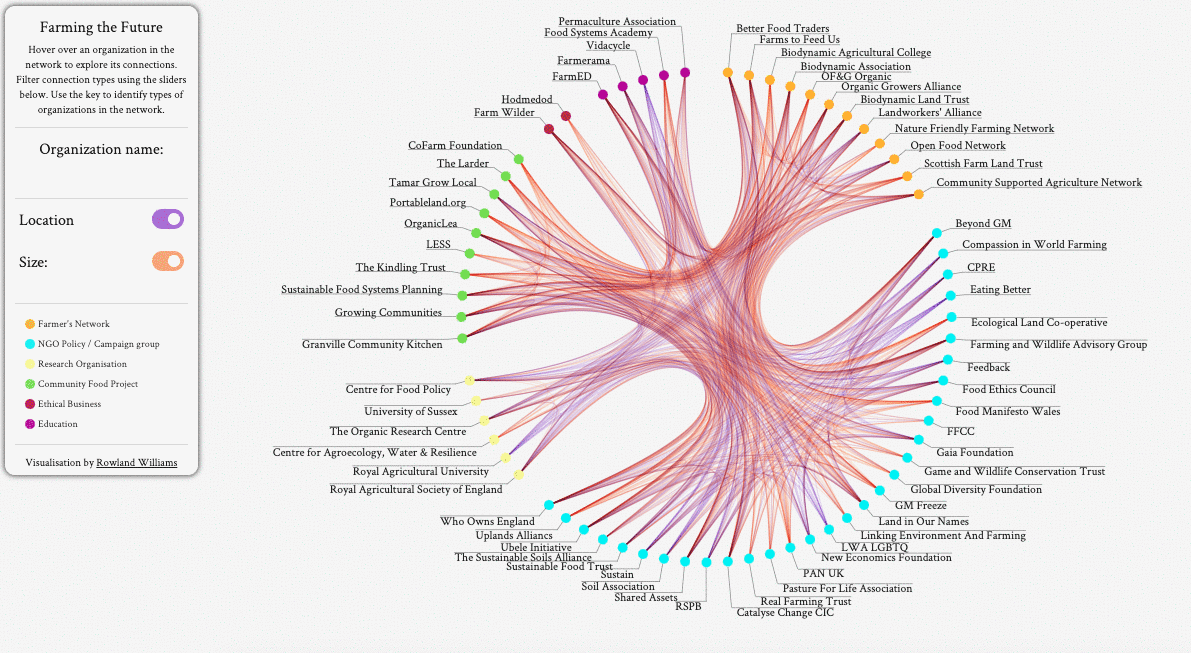 Farming the Future
Hover over an organization in the
network to explore its connections.
Filter connection types using the sliders
below. Use the key to identify types of
organizations in the network.
Organization name:
Location
Size:
Farmer's Network
NGO Policy / Campaign group
Research Organisation
Community Food Project
Ethical Business
Education
Visualisation by Rowland Williams
Permaculture Association
Food Systems Academy
Vidacycle
Farmerama
FarmED
Hodmedod
Farm Wilder
CoFarm Foundation
The Larder
Tamar Grow Local
Portableland.org
OrganicLea
LESS
The Kindling Trust
Sustainable Food Systems Planning
Growing Communities
Granville Community Kitchen
Centre for Food Policy
University of Sussex
The Organic Research Centre
Centre for Agroecology, Water & Resilience
Royal Agricultural University
Royal Agricultural Society of England
Who Owns England
Uplands Alliancs
Ubele Initiative
The Sustainable Soils Alliance
Sustainable Food Trust
Sustain
Soil Association
Shared Assets
RSPB
Better Food Traders
Farms to Feed Us
Biodynamic Agricultural College
Biodynamic Association
OF&G Organic
Organic Growers Alliance
Biodynamic Land Trust
Landworkers' Alliance
Nature Friendly Farming Network
Open Food Network
Scottish Farm Land Trust
Community Supported Agriculture Network
Beyond GM
Compassion in World Farming
CPRE
Eating Better
Ecological Land Co-operative
Farming and Wildlife Advisory Group
Feedback
Food Ethics Council
Food Manifesto Wales
FFCC
Gaia Foundation
Game and Wildlife Conservation Trust
Global Diversity Foundation
GM Freeze
Land in Our Names
Linking Environment And Farming
LWA LGBTQ
New Economics Foundation
PAN UK
Pasture For Life Association
Real Farming Trust
Catalyse Change CIC